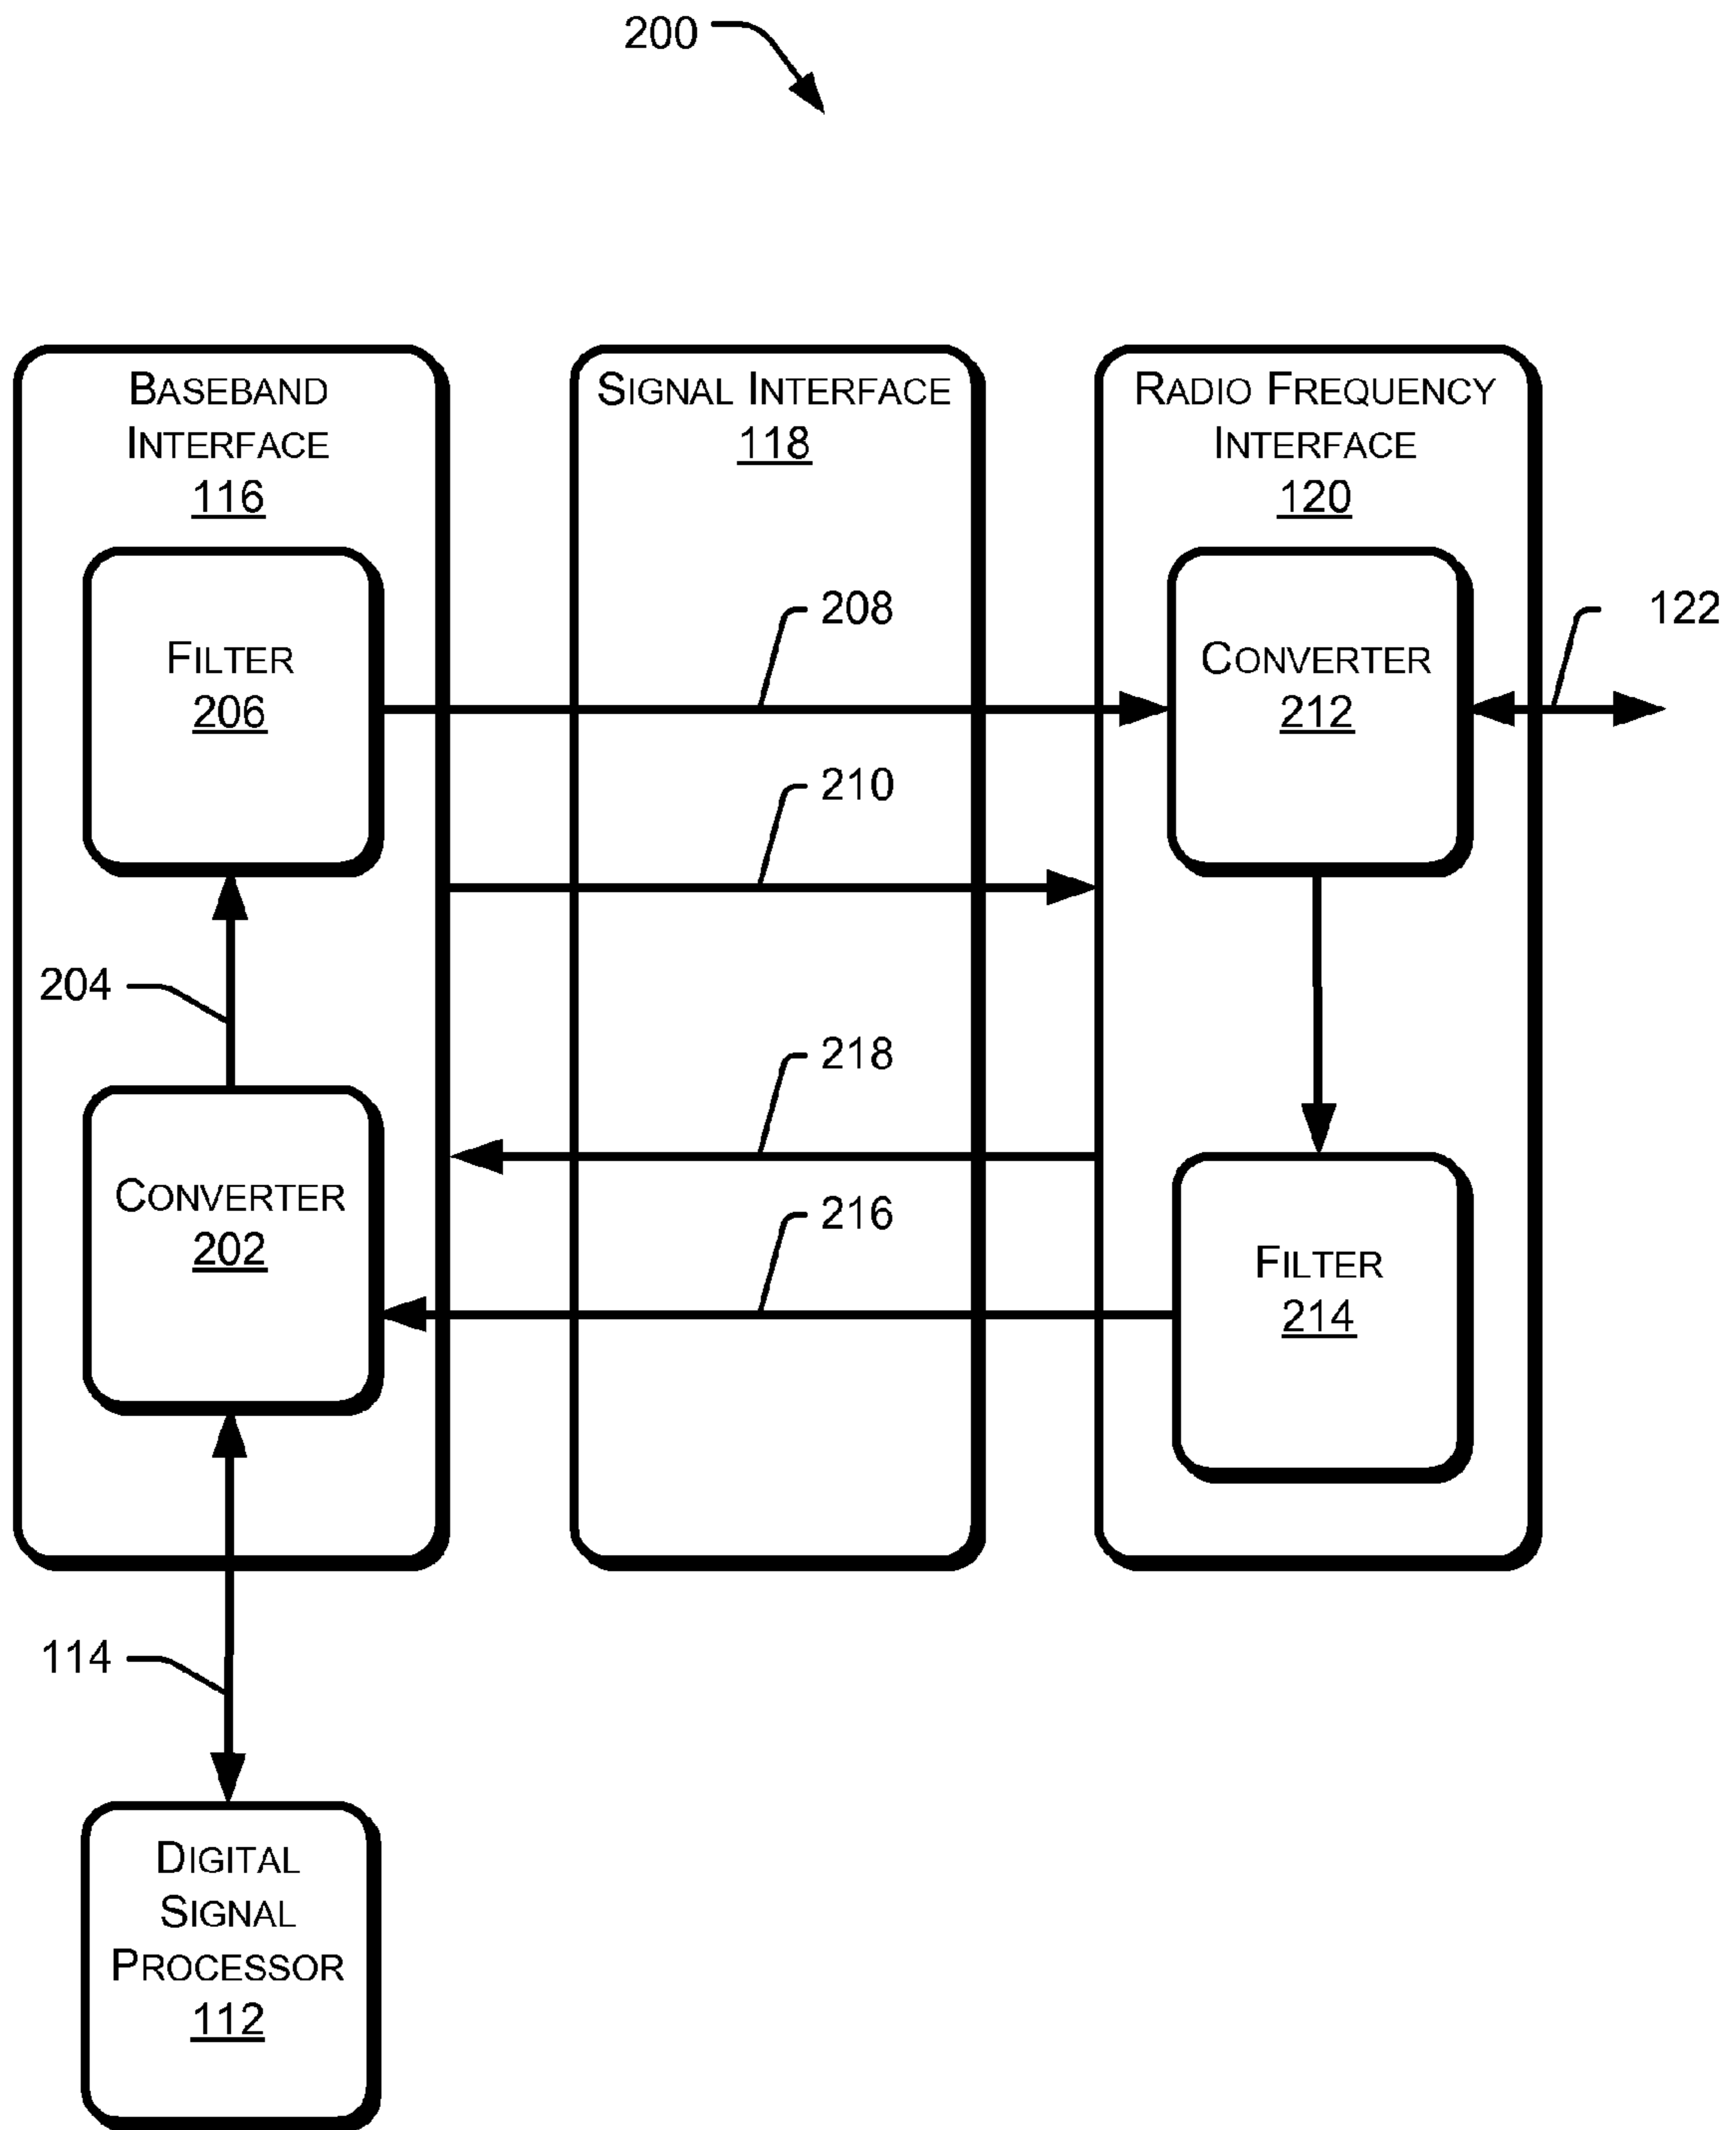 200
BASEBAND
INTERFACE
116
SIGNAL INTERFACE
118
RADIO FREQUENCY
INTERFACE
120
FILTER
206
208
CONVERTER
212
122
210
204
218
CONVERTER
202
216
FILTER
214
114
DIGITAL
SIGNAL
PROCESSOR
112